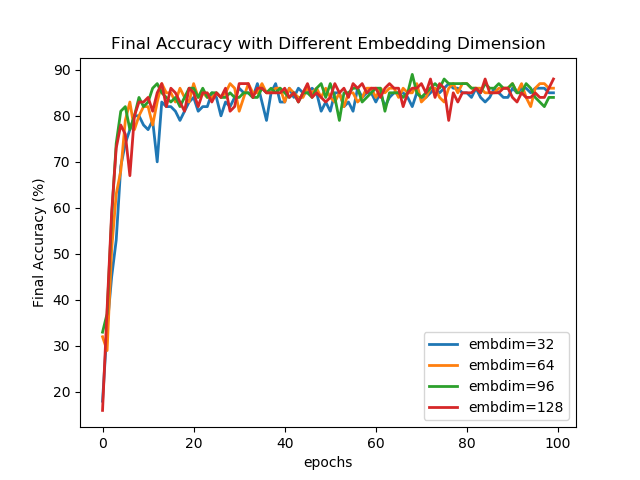 Final Accuracy with Different Embedding Dimension
Final Accuracy (%)
90
80
70
60
50
40
30
20
0 20 40 60 80 100
epochs
embdim=32
embdim=64
embdim=96
embdim=128